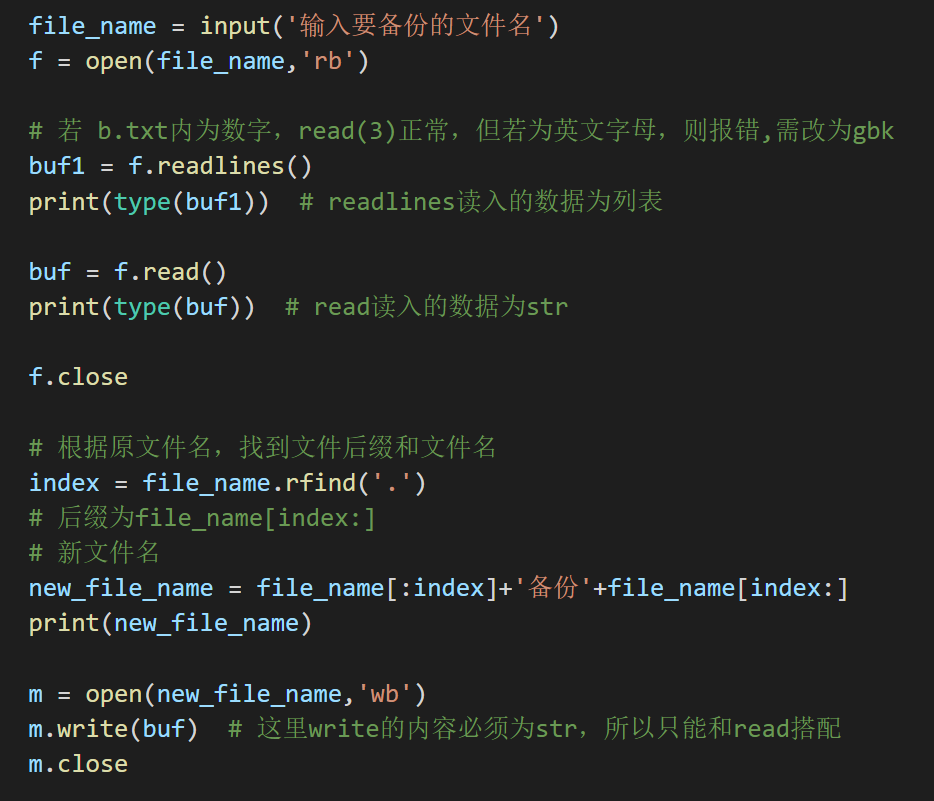 file_name = input('输入要备份的文件名')
f = open(file_name,'rb')
# 若 b.txt内为数字，read(3)正常，但若为英文字母，则报错,需改为gbk
buf1 = f.readlines()
print(type(buf1))  # readlines读入的数据为列表
buf = f.read()
print(type(buf))  # read读入的数据为str
f.close
# 根据原文件名，找到文件后缀和文件名
index = file_name.rfind('.')
# 后缀为file_name[index:]
# 新文件名
new_file_name = file_name[:index]+'备份'+file_name[index:]
print(new_file_name)
m = open(new_file_name,'wb')
m.write(buf)  # 这里write的内容必须为str，所以只能和read搭配
m.close